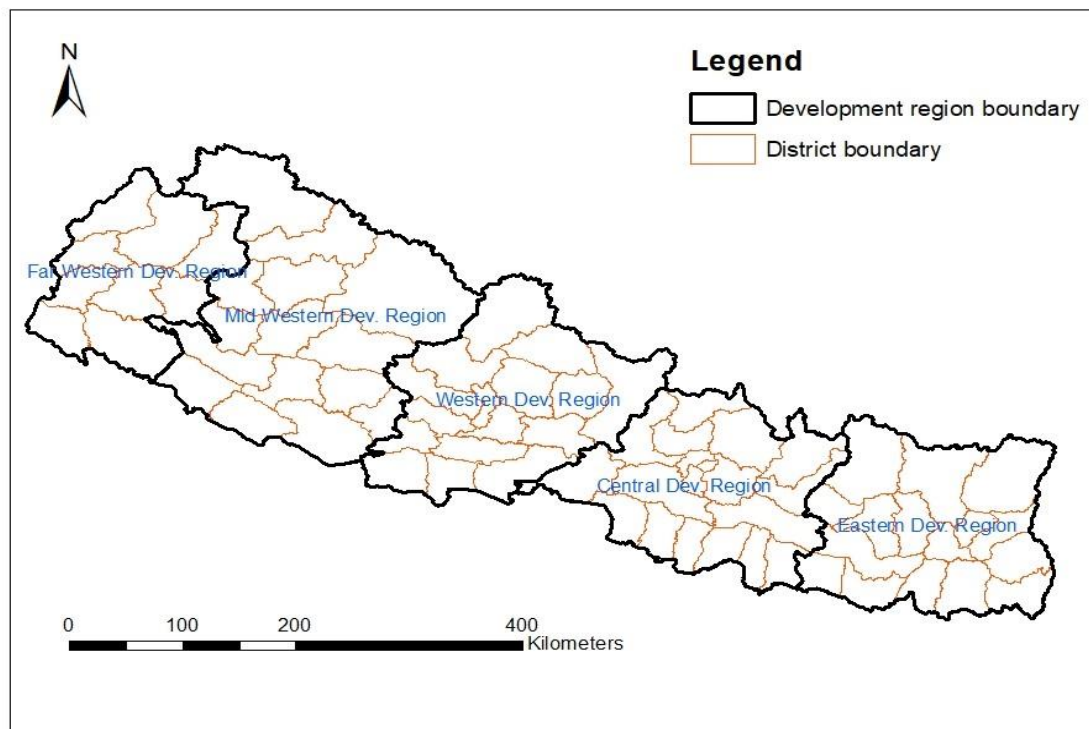 N
Legend
Development region boundary
District boundary
Far Western Dev. Region
Mid Western Dev. Region
Western Dev. Region
Central Dev. Region
Eastern Dev. Region
0 100 200 400
Kilometers